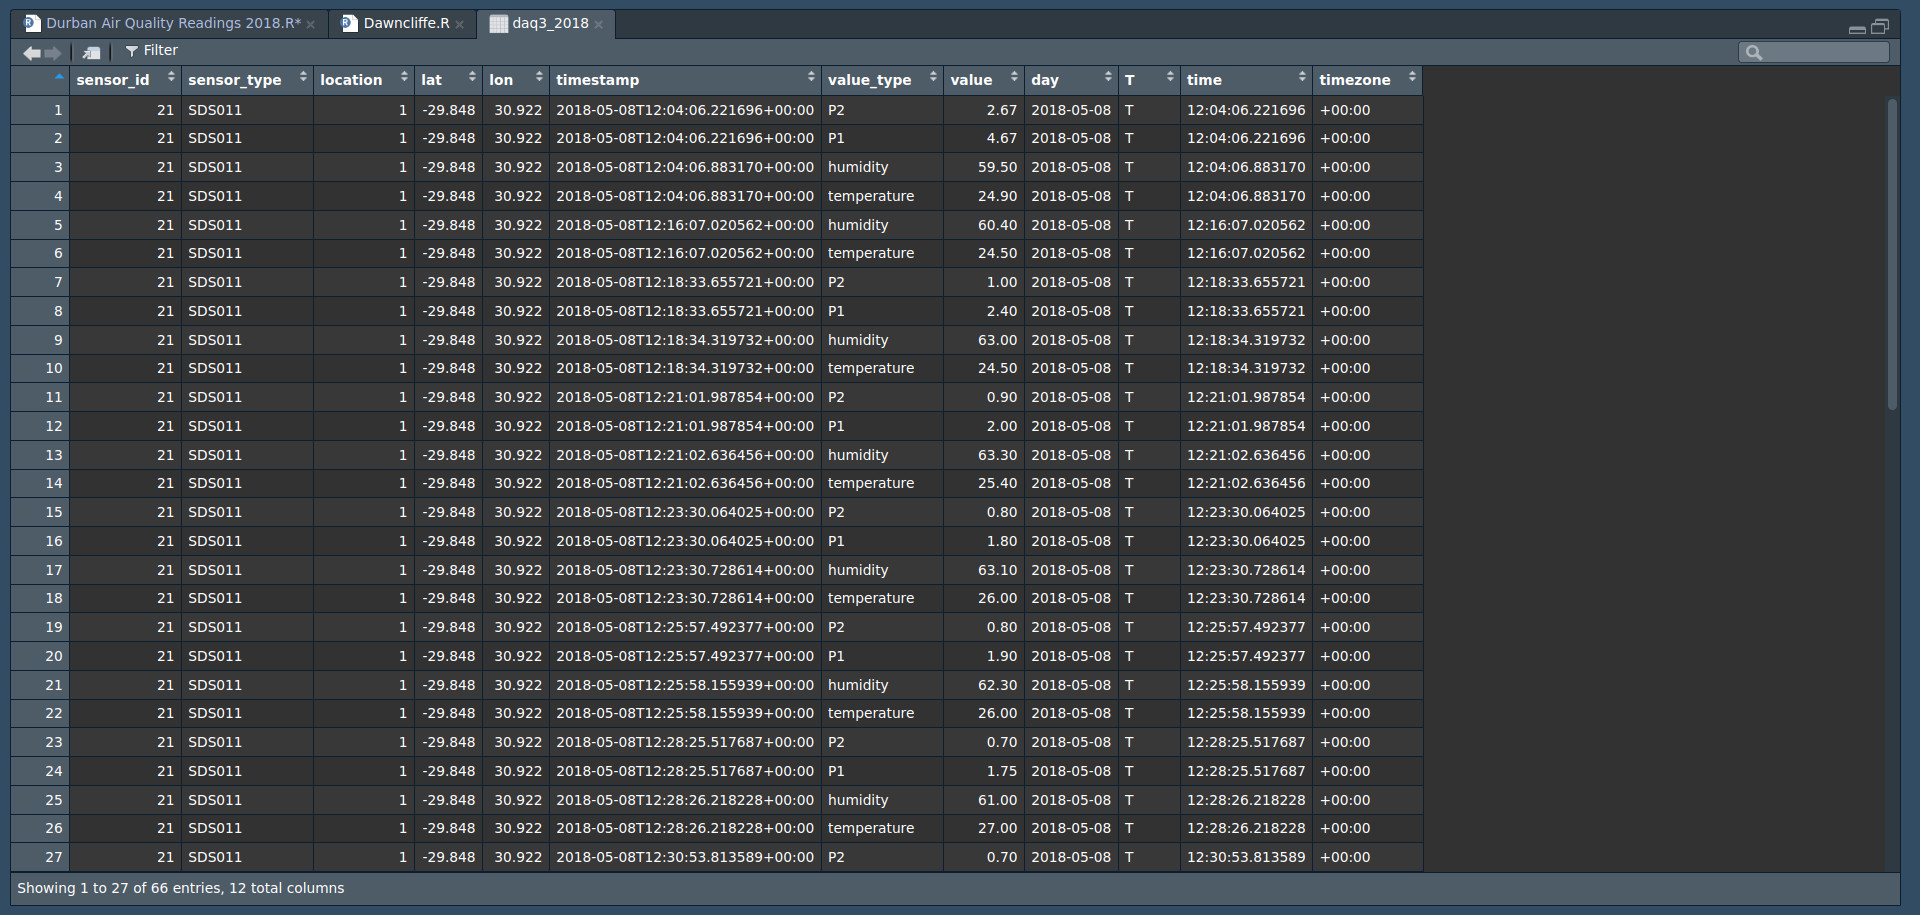 Durban Air Quality Readings 2018.R* Dawncliffe.R daq3_2018
Filter
sensor_id sensor_type location lat lon timestamp value_type value day T time timezone
1 21 SDS011 1 -29.848 30.922 2018-05-08T12:04:06.221696+00:00 P2 2.67 2018-05-08 T 12:04:06.221696 +00:00
2 21 SDS011 1 -29.848 30.922 2018-05-08T12:04:06.221696+00:00 P1 4.67 2018-05-08 T 12:04:06.221696 +00:00
3 21 SDS011 1 -29.848 30.922 2018-05-08T12:04:06.883170+00:00 humidity 59.50 2018-05-08 T 12:04:06.883170 +00:00
4 21 SDS011 1 -29.848 30.922 2018-05-08T12:04:06.883170+00:00 temperature 24.90 2018-05-08 T 12:04:06.883170 +00:00
5 21 SDS011 1 -29.848 30.922 2018-05-08T12:16:07.020562+00:00 humidity 60.40 2018-05-08 T 12:16:07.020562 +00:00
6 21 SDS011 1 -29.848 30.922 2018-05-08T12:16:07.020562+00:00 temperature 24.50 2018-05-08 T 12:16:07.020562 +00:00
7 21 SDS011 1 -29.848 30.922 2018-05-08T12:18:33.655721+00:00 P2 1.00 2018-05-08 T 12:18:33.655721 +00:00
8 21 SDS011 1 -29.848 30.922 2018-05-08T12:18:33.655721+00:00 P1 2.40 2018-05-08 T 12:18:33.655721 +00:00
9 21 SDS011 1 -29.848 30.922 2018-05-08T12:18:34.319732+00:00 humidity 63.00 2018-05-08 T 12:18:34.319732 +00:00
10 21 SDS011 1 -29.848 30.922 2018-05-08T12:18:34.319732+00:00 temperature 24.50 2018-05-08 T 12:18:34.319732 +00:00
11 21 SDS011 1 -29.848 30.922 2018-05-08T12:21:01.987854+00:00 P2 0.90 2018-05-08 T 12:21:01.987854 +00:00
12 21 SDS011 1 -29.848 30.922 2018-05-08T12:21:01.987854+00:00 P1 2.00 2018-05-08 T 12:21:01.987854 +00:00
13 21 SDS011 1 -29.848 30.922 2018-05-08T12:21:02.636456+00:00 humidity 63.30 2018-05-08 T 12:21:02.636456 +00:00
14 21 SDS011 1 -29.848 30.922 2018-05-08T12:21:02.636456+00:00 temperature 25.40 2018-05-08 T 12:21:02.636456 +00:00
15 21 SDS011 1 -29.848 30.922 2018-05-08T12:23:30.064025+00:00 P2 0.80 2018-05-08 T 12:23:30.064025 +00:00
16 21 SDS011 1 -29.848 30.922 2018-05-08T12:23:30.064025+00:00 P1 1.80 2018-05-08 T 12:23:30.064025 +00:00
17 21 SDS011 1 -29.848 30.922 2018-05-08T12:23:30.728614+00:00 humidity 63.10 2018-05-08 T 12:23:30.728614 +00:00
18 21 SDS011 1 -29.848 30.922 2018-05-08T12:23:30.728614+00:00 temperature 26.00 2018-05-08 T 12:23:30.728614 +00:00
19 21 SDS011 1 -29.848 30.922 2018-05-08T12:25:57.492377+00:00 P2 0.80 2018-05-08 T 12:25:57.492377 +00:00
20 21 SDS011 1 -29.848 30.922 2018-05-08T12:25:57.492377+00:00 P1 1.90 2018-05-08 T 12:25:57.492377 +00:00
21 21 SDS011 1 -29.848 30.922 2018-05-08T12:25:58.155939+00:00 humidity 62.30 2018-05-08 T 12:25:58.155939 +00:00
22 21 SDS011 1 -29.848 30.922 2018-05-08T12:25:58.155939+00:00 temperature 26.00 2018-05-08 T 12:25:58.155939 +00:00
23 21 SDS011 1 -29.848 30.922 2018-05-08T12:28:25.517687+00:00 P2 0.70 2018-05-08 T 12:28:25.517687 +00:00
24 21 SDS011 1 -29.848 30.922 2018-05-08T12:28:25.517687+00:00 P1 1.75 2018-05-08 T 12:28:25.517687 +00:00
25 21 SDS011 1 -29.848 30.922 2018-05-08T12:28:26.218228+00:00 humidity 61.00 2018-05-08 T 12:28:26.218228 +00:00
26 21 SDS011 1 -29.848 30.922 2018-05-08T12:28:26.218228+00:00 temperature 27.00 2018-05-08 T 12:28:26.218228 +00:00
27 21 SDS011 1 -29.848 30.922 2018-05-08T12:30:53.813589+00:00 P2 0.70 2018-05-08 T 12:30:53.813589 +00:00
Showing 1 to 27 of 66 entries, 12 total columns